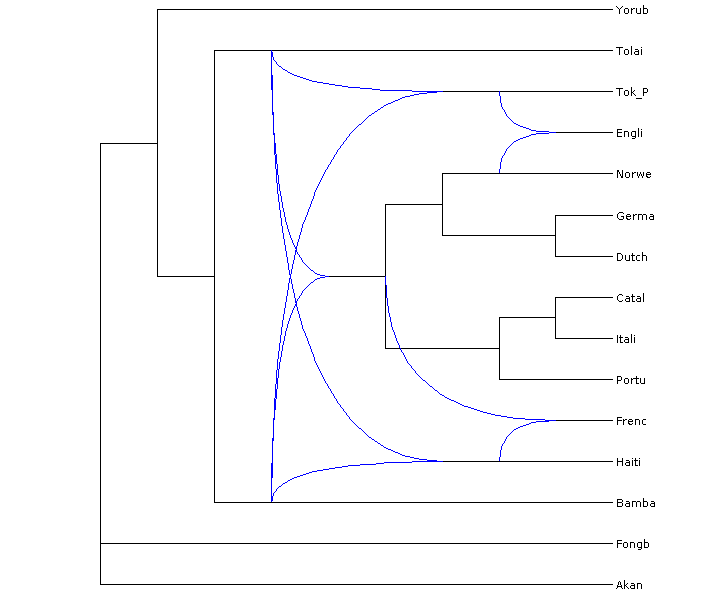 Yorub
Tolai
Tok_P
Engli
Norwe
Germa
Dutch
Catal
Itali
Portu
Frenc
Haiti
Bamba
Fongb
Akan